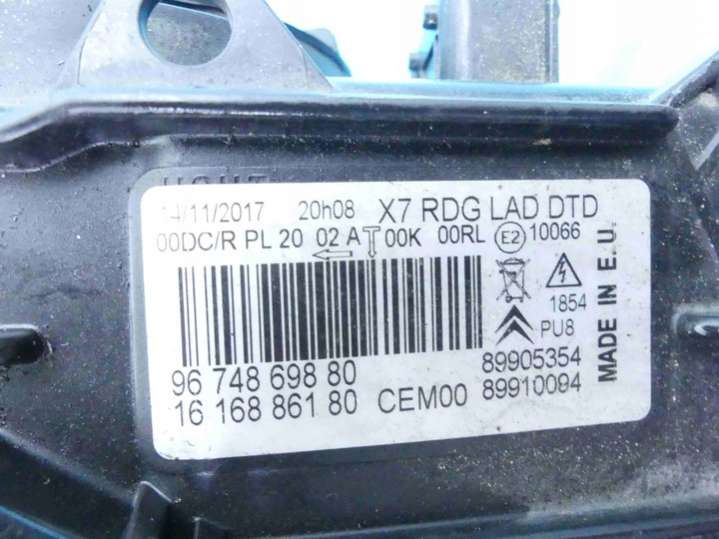 14/11/2017 20h08 X7 RDG LAD DTD
00DC/R PL 20 02 A 00K 00RL E2 10066
1854
PU8
96 748 698 80 89905354
16 168 861 80 CEM00 89910094
MADE IN E.U.